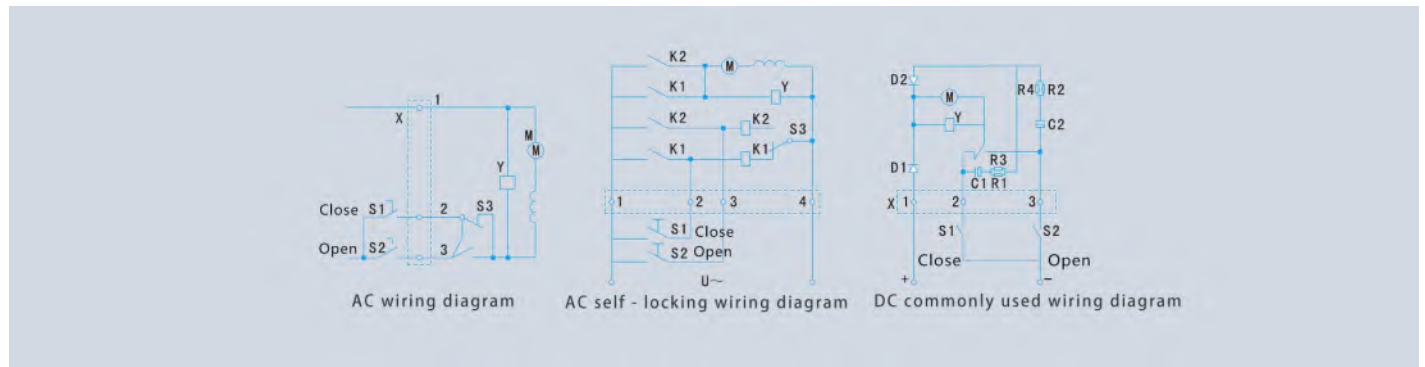 1
X
M
M
Y
Close S1 2 S3
Open S2 3
AC wiring diagram
K2
M
K1 Y
K2 K2
S3
K1 K1
1 2 3 4
S1 Close
S2 Open
U~
AC self - locking wiring diagram
D2
M R4 R2
Y
C2
D1 R3
C1 R1
X 1 2 3
S1 S2
Close Open
+ −
DC commonly used wiring diagram